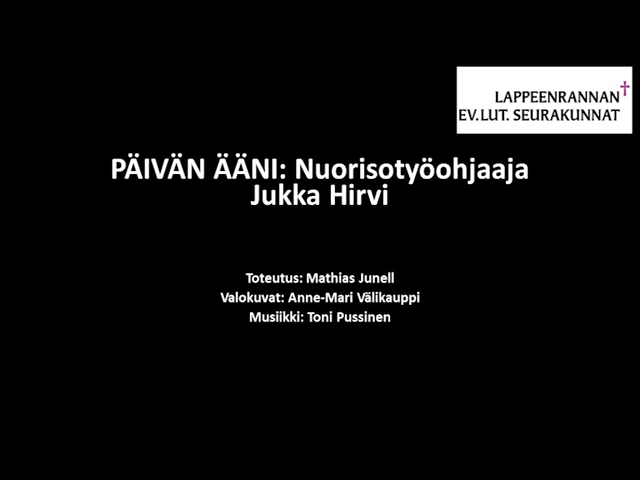 LAPPEENRANNAN
EV.LUT. SEURAKUNNAT
PÄIVÄN ÄÄNI: Nuorisotyöohjaaja
Jukka Hirvi
Toteutus: Mathias Junell
Valokuvat: Anne-Mari Välikauppi
Musiikki: Toni Pussinen